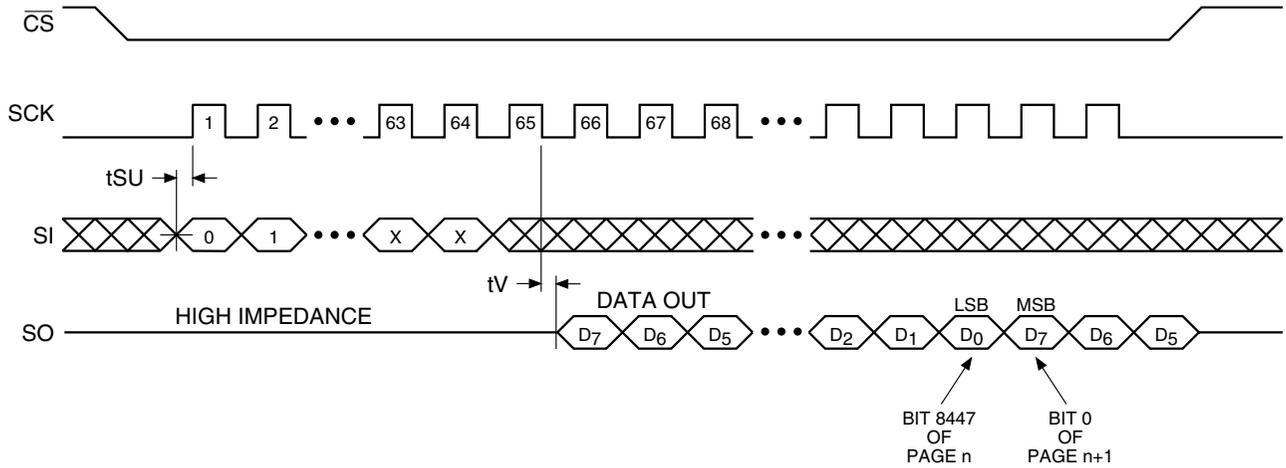 CS
SCK 1 2 ••• 63 64 65 66 67 68 •••
tSU
SI 0 1 ••• X X •••
tV
DATA OUT
HIGH IMPEDANCE
LSB MSB
SO D7 D6 D5 ••• D2 D1 D0 D7 D6 D5
BIT 8447
OF
PAGE n
BIT 0
OF
PAGE n+1